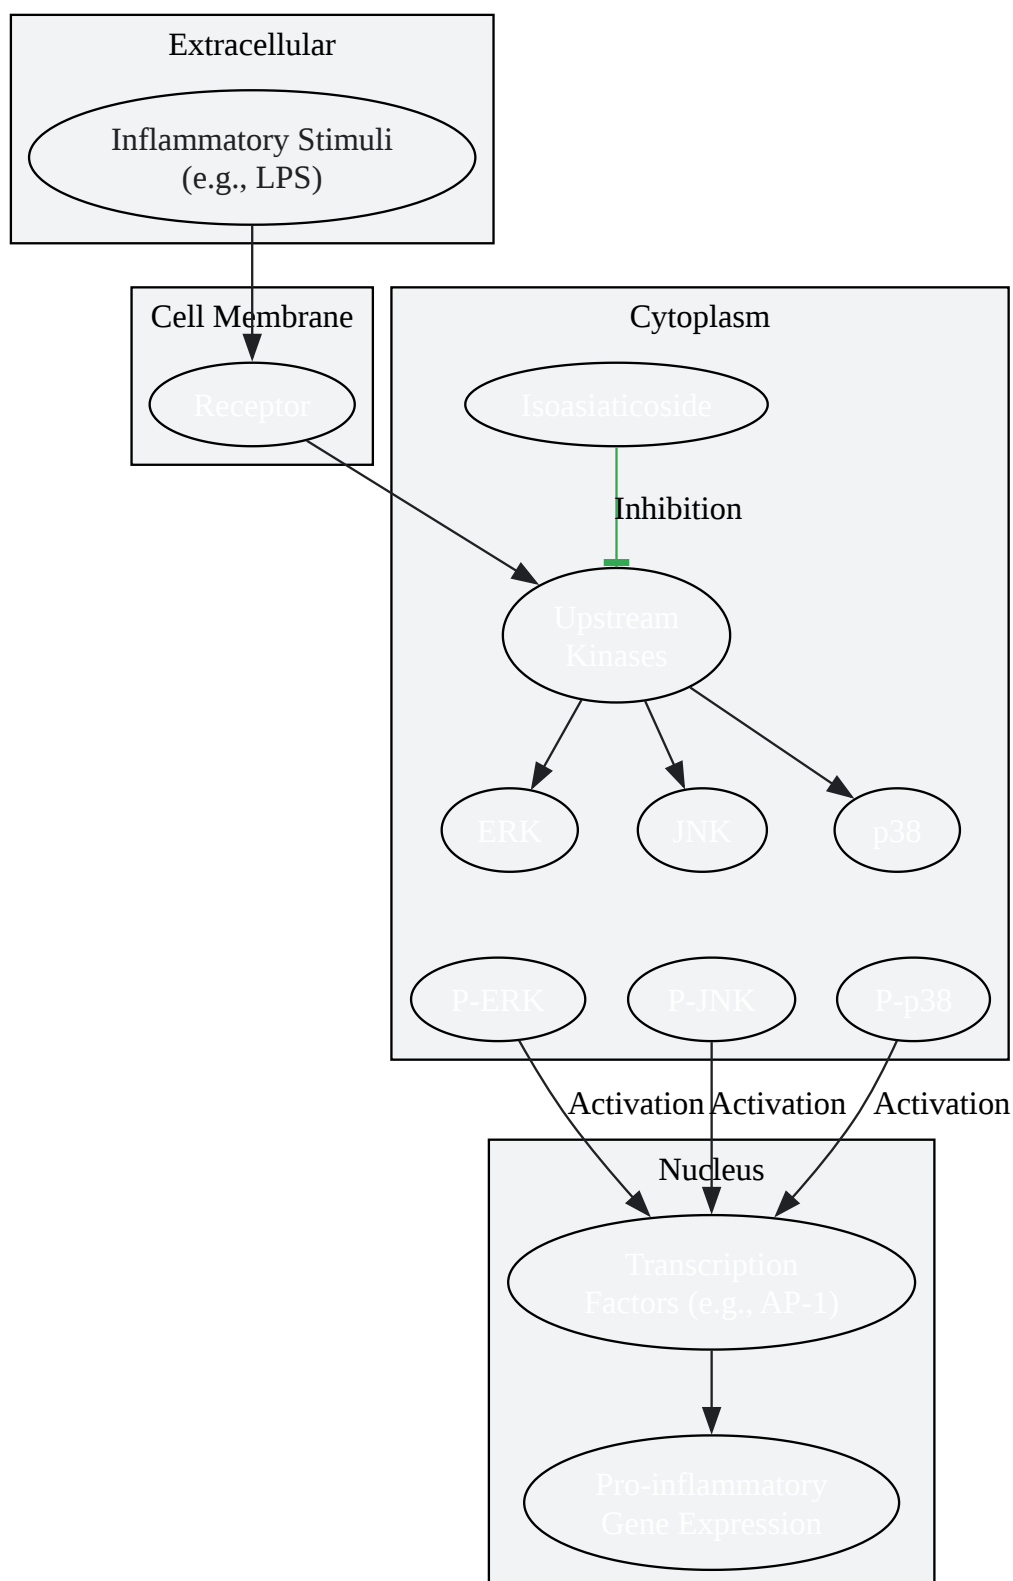 Extracellular
Inflammatory Stimuli
(e.g., LPS)
Cell Membrane
Cytoplasm
Receptor
Isoasiaticoside
Inhibition
Upstream
Kinases
ERK
JNK
p38
P-ERK
P-JNK
P-p38
Activation
Activation
Activation
Nucleus
Transcription
Factors (e.g., AP-1)
Pro-inflammatory
Gene Expression